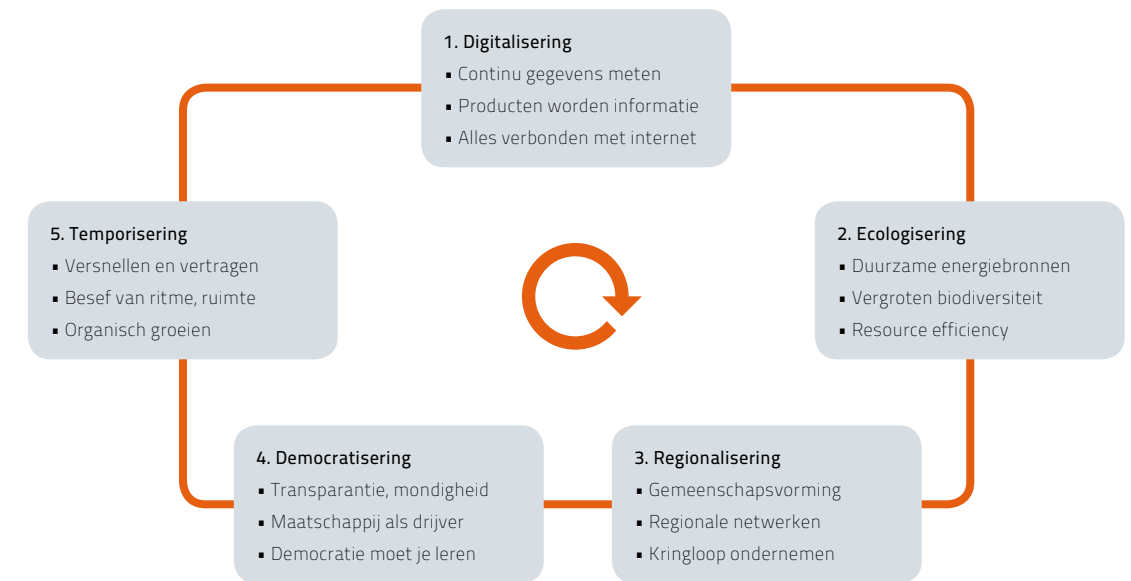 1. Digitalisering
▪ Continu gegevens meten
▪ Producten worden informatie
▪ Alles verbonden met internet
2. Ecologisering
▪ Duurzame energiebronnen
▪ Vergroten biodiversiteit
▪ Resource efficiency
3. Regionalisering
▪ Gemeenschapsvorming
▪ Regionale netwerken
▪ Kringloop ondernemen
4. Democratisering
▪ Transparantie, mondigheid
▪ Maatschappij als drijver
▪ Democratie moet je leren
5. Temporisering
▪ Versnellen en vertragen
▪ Besef van ritme, ruimte
▪ Organisch groeien